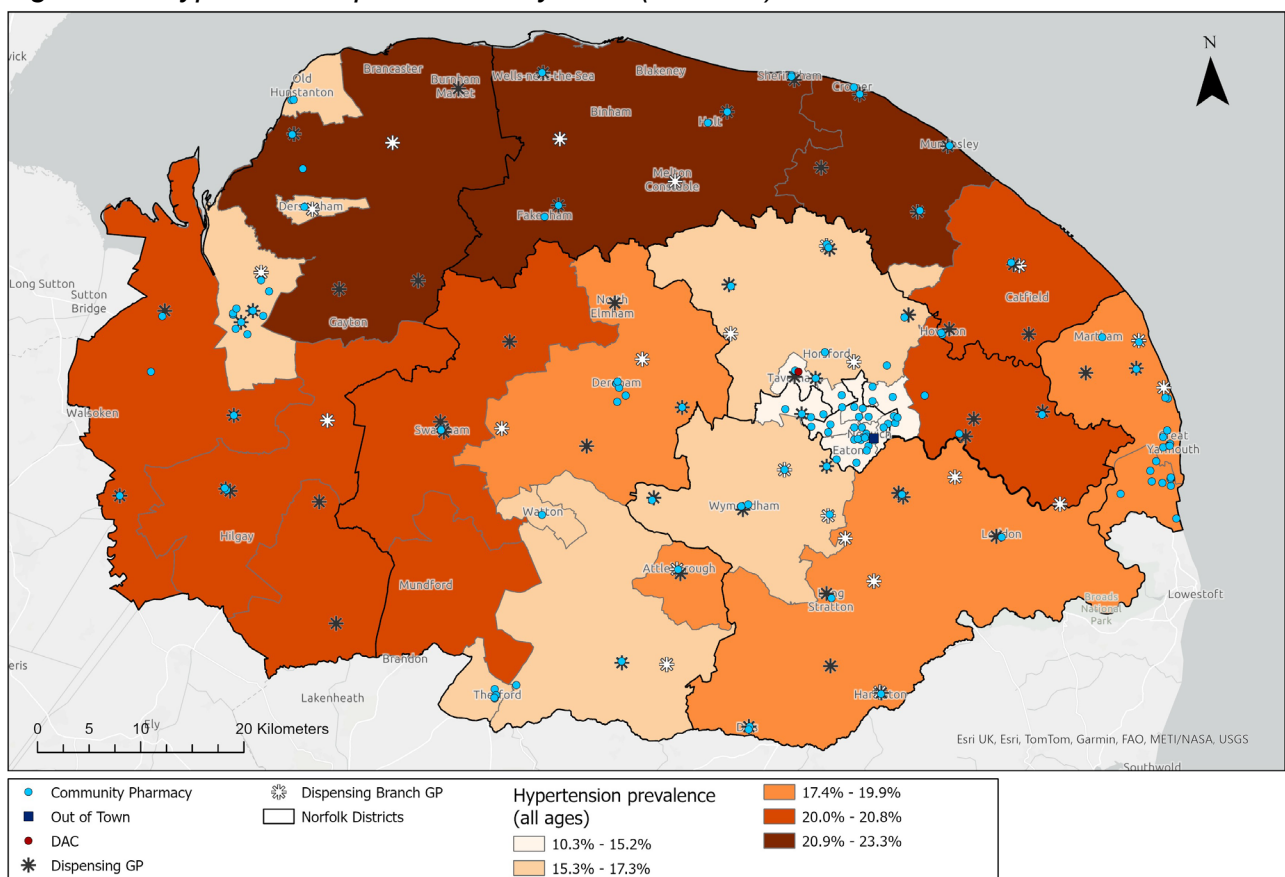 N
wick
Old
Hunstanton
Brancaster
Burnham
Market
Wells-next-the-Sea
Blakeney
Sheringham
Cromer
Binham
Holt
Mundesley
Melton
Constable
Dersingham
Fakenham
Long Sutton
Sutton
Bridge
Gayton
North
Elmham
Catfield
Hoveton
Martham
Horsford
Taverham
Dereham
Walsoken
Swaffham
Norwich
Eaton
Great
Yarmouth
Watton
Wymondham
Hilgay
Loddon
Attleborough
Mundford
Long
Stratton
Broads
National
Park
Lowestoft
eris
Brandon
Lakenheath
Thetford
Harleston
Diss
Ely
0 5 10 20 Kilometers
Esri UK, Esri, TomTom, Garmin, FAO, METI/NASA, USGS
Southwold
Community Pharmacy
Out of Town
DAC
Dispensing GP
Dispensing Branch GP
Norfolk Districts
Hypertension prevalence
(all ages)
10.3% - 15.2%
15.3% - 17.3%
17.4% - 19.9%
20.0% - 20.8%
20.9% - 23.3%